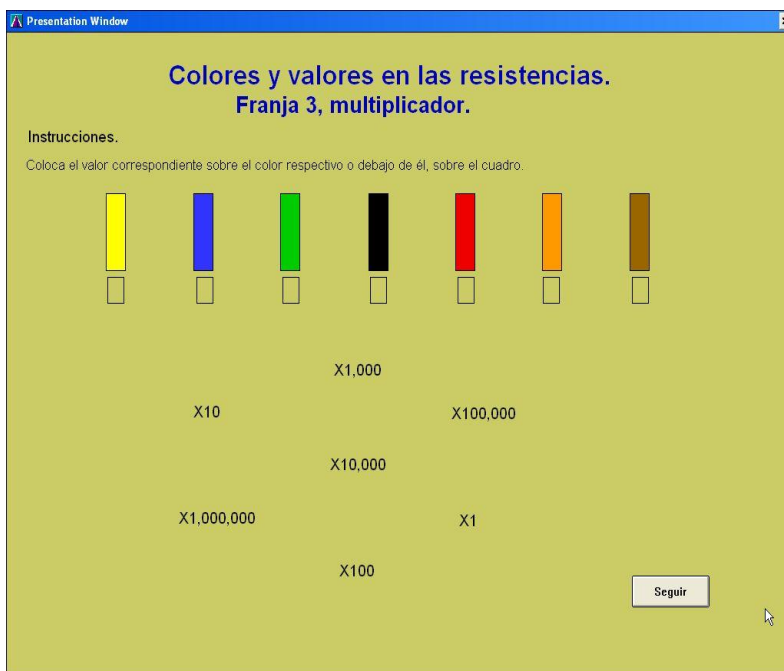 Presentation Window
Colores y valores en las resistencias.
Franja 3, multiplicador.
Instrucciones.
Coloca el valor correspondiente sobre el color respectivo o debajo de él, sobre el cuadro.
X1,000
X10
X100,000
X10,000
X1,000,000
X1
X100
Seguir